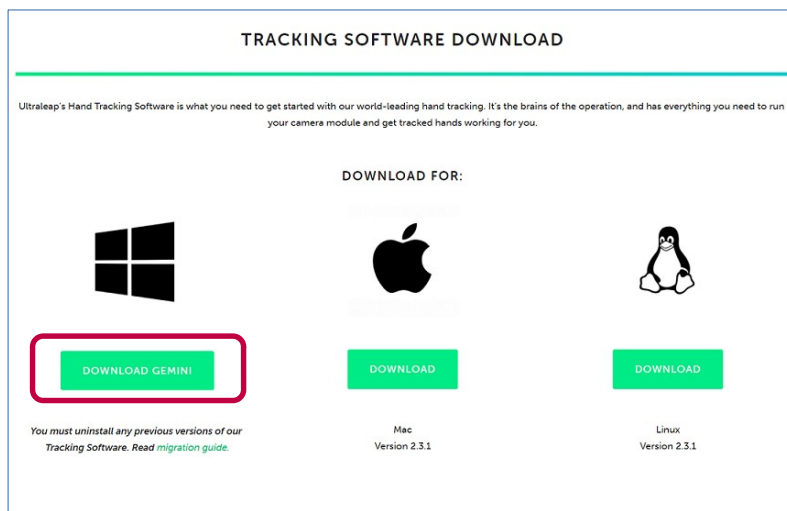 TRACKING SOFTWARE DOWNLOAD
Ultraleap's Hand Tracking Software is what you need to get started with our world-leading hand tracking. It's the brains of the operation, and has everything you need to run
your camera module and get tracked hands working for you.
DOWNLOAD FOR:
DOWNLOAD GEMINI
DOWNLOAD
DOWNLOAD
You must uninstall any previous versions of our
Tracking Software. Read migration guide.
Mac
Version 2.3.1
Linux
Version 2.3.1